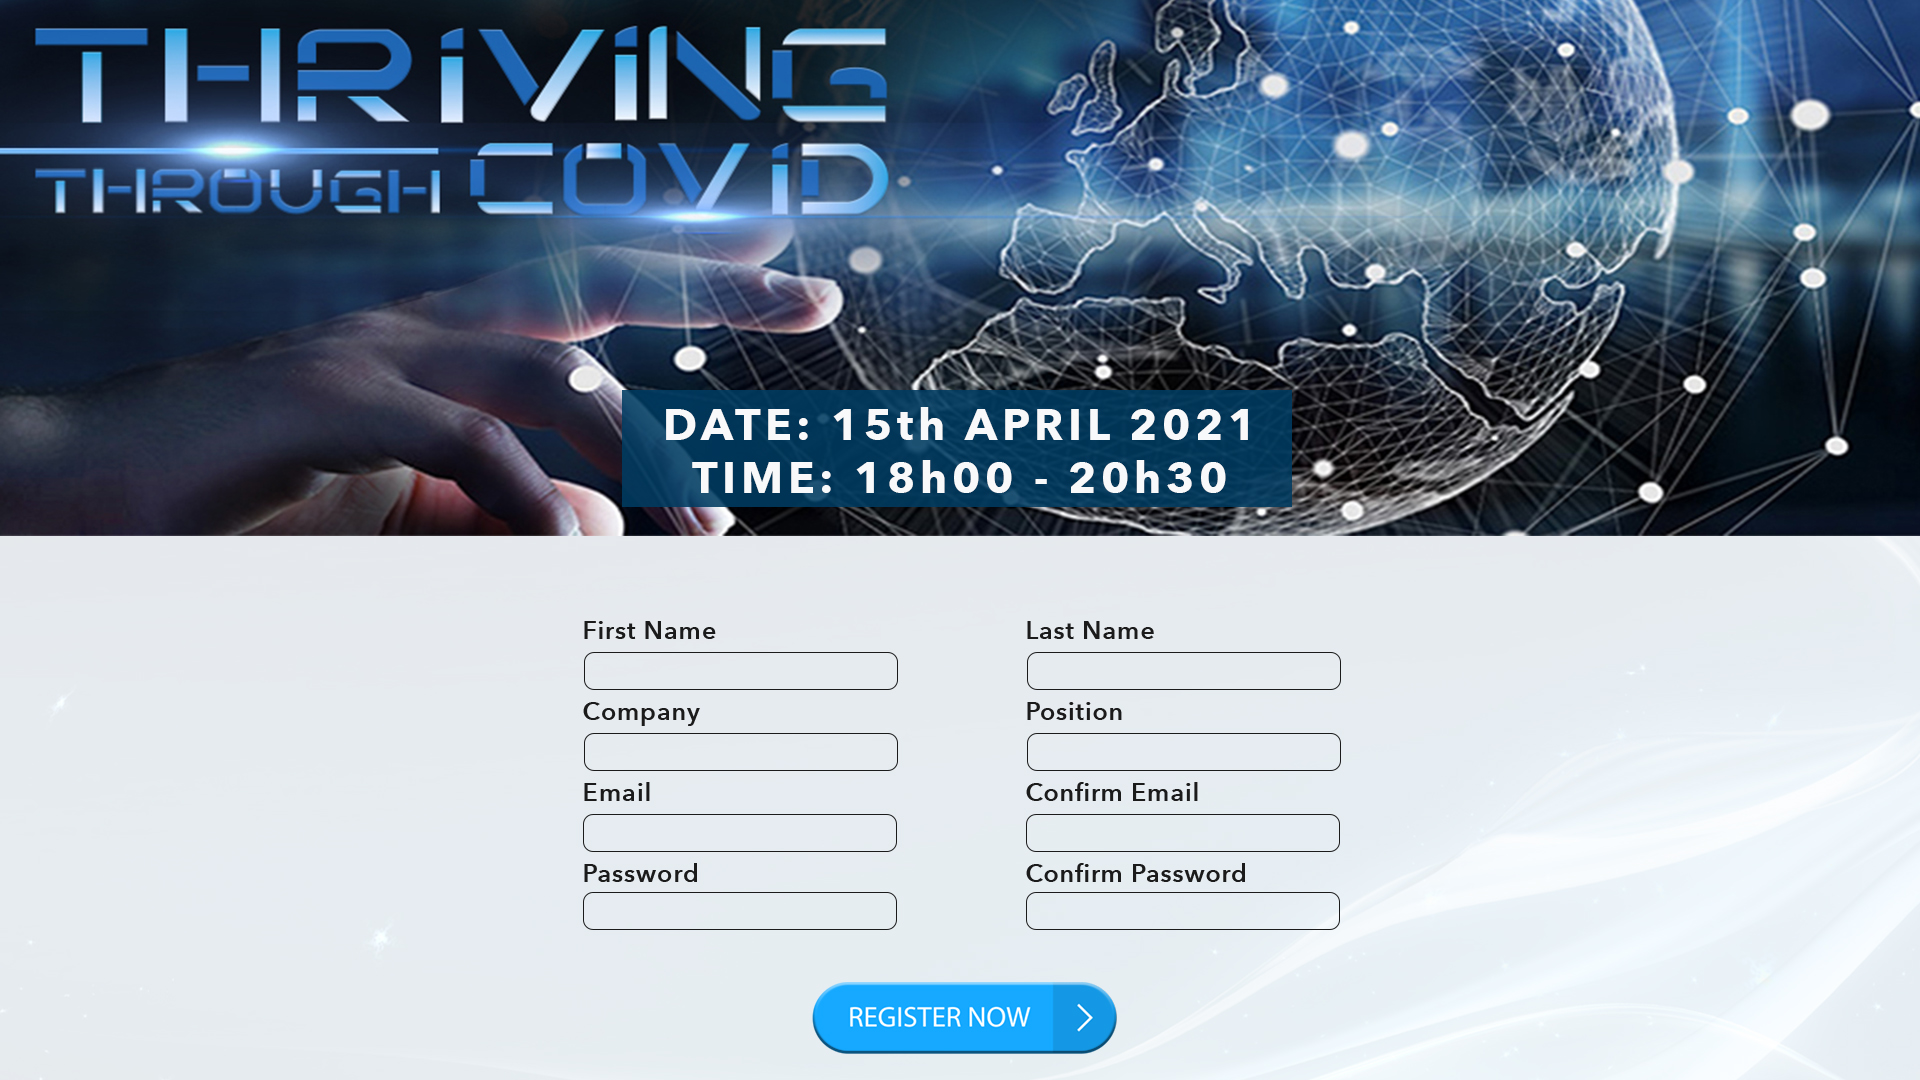 THRiViNG
THROUGH COViD
DATE: 15th APRIL 2021
TIME: 18h00 - 20h30
First Name
Last Name
Company
Position
Email
Confirm Email
Password
Confirm Password
REGISTER NOW